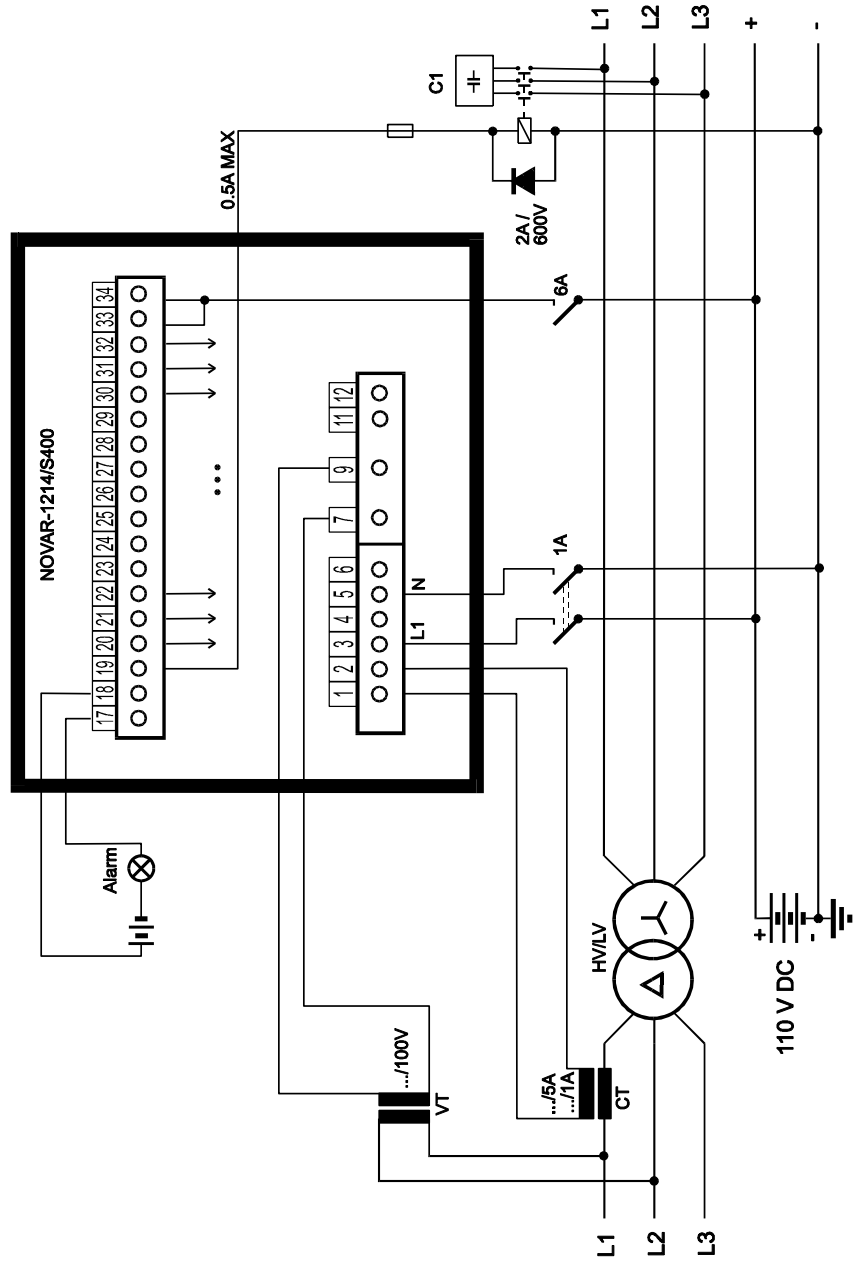 NOVAR-1214/S400
17 18 19 20 21 22 23 24 25 26 27 28 29 30 31 32 33 34
0.5A MAX
1 2 3 4 5 6 7 9 11 12
L1
N
Alarm
.../100V
VT
.../5A
.../1A
CT
HV/LV
1A
6A
2A/
600V
C1
L1
L2
L3
L1
L2
L3
+
-
+
-
110 V DC